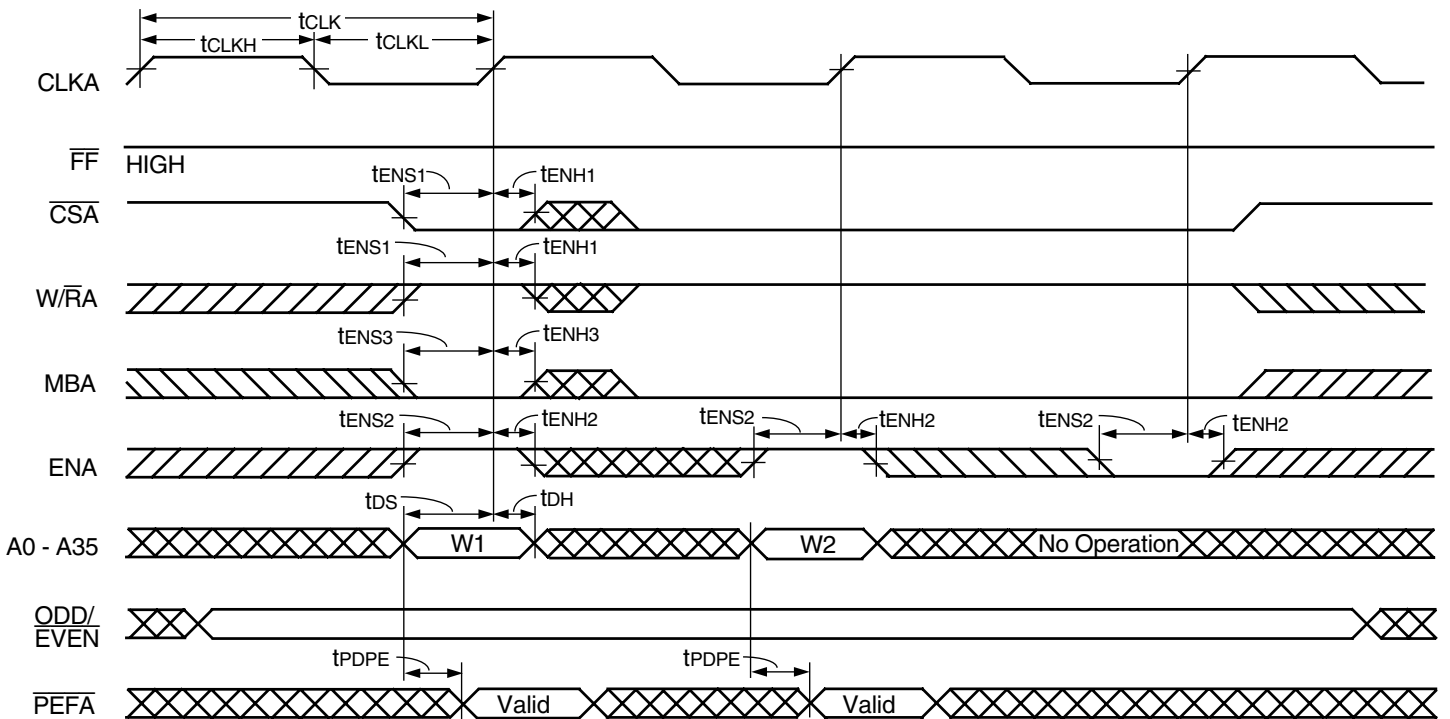 tCLK
tCLKH tCLKL
CLKA
FF HIGH
tENS1 tENH1
CSA
tENS1 tENH1
W/RA
tENS3 tENH3
MBA
tENS2 tENH2 tENS2 tENH2 tENS2 tENH2
ENA
tDS tDH
A0 - A35 W1 W2 No Operation
ODD/
EVEN
tPDPE tPDPE
PEFA Valid Valid